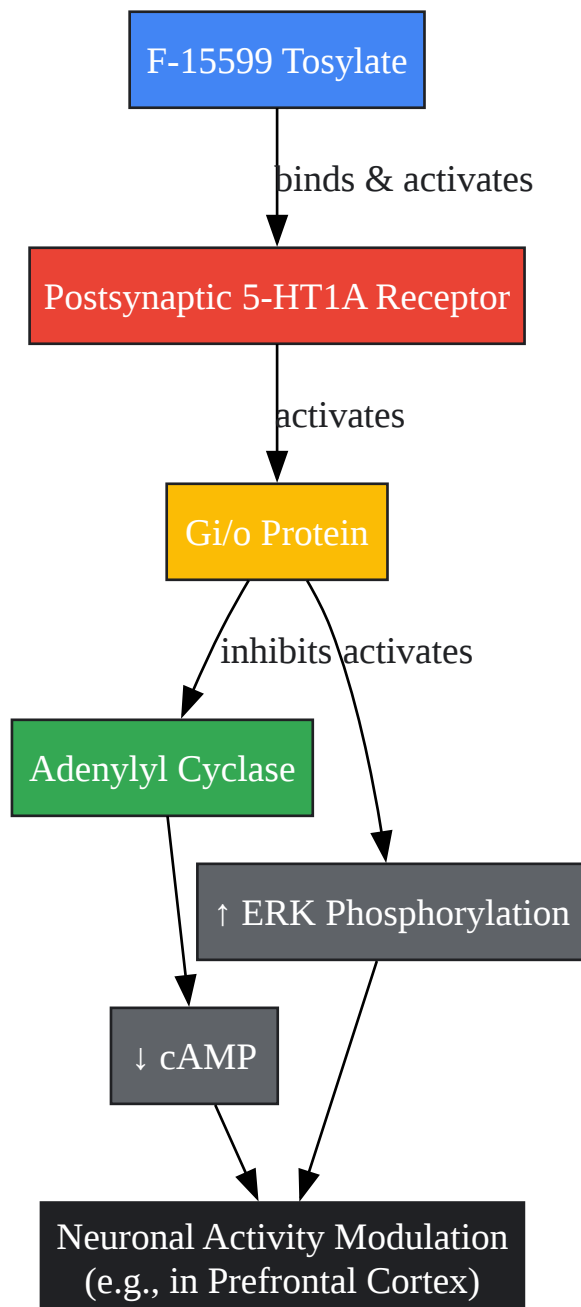 F-15599 Tosylate
binds & activates
Postsynaptic 5-HT1A Receptor
activates
Gi/o Protein
inhibits
activates
Adenylyl Cyclase
↑ ERK Phosphorylation
↓ cAMP
Neuronal Activity Modulation
(e.g., in Prefrontal Cortex)